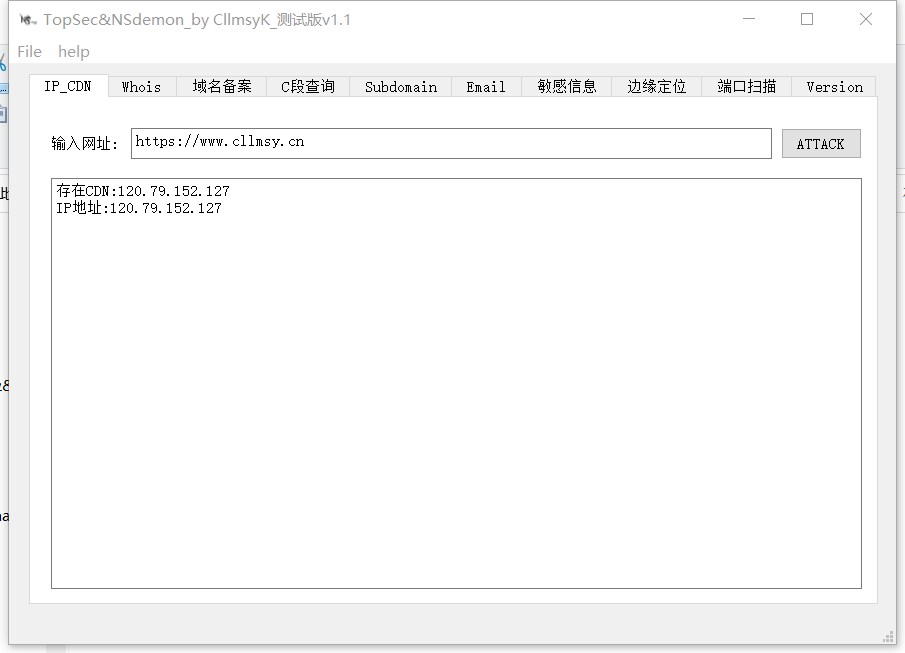 TopSec&NSdemon_by CllmsyK_测试版v1.1
File help
IP_CDN Whois 域名备案 C段查询 Subdomain Email 敏感信息 边缘定位 端口扫描 Version
输入网址: https://www.cllmsy.cn ATTACK
存在CDN:120.79.152.127
IP地址:120.79.152.127